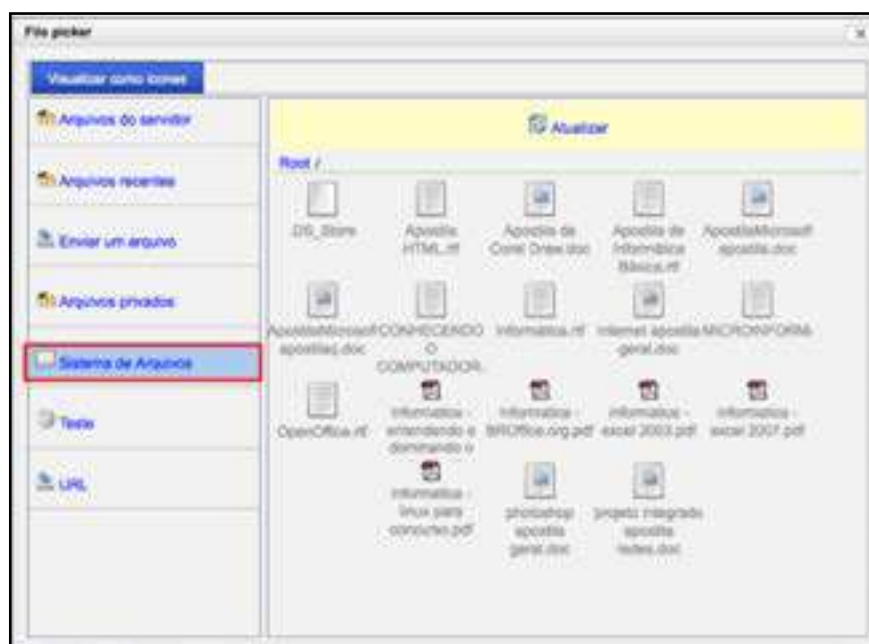 File picker
Visualizar como ícones
Arquivos do servidor
Arquivos recentes
Enviar um arquivo
Arquivos privados
Sistema de Arquivos
Teste
URL
Atualizar
Root /
.DS_Store
Apostila
HTML.rtf
Apostila de
Corel Draw.doc
Apostila de
Informática
Básica.rtf
ApostilaMicrosoft
apostila.doc
ApostilaMicrosoft
apostilaq.doc
CONHECENDO
O
COMPUTADOR.
Informática.rtf
Internet apostila
geral.doc
MICROINFORM
OpenOffice.rtf
informatica -
entendendo e
dominando o
informatica -
BROffice.org.pdf
informatica -
excel 2003.pdf
informatica -
excel 2007.pdf
informatica -
linux para
concurso.pdf
photoshop
apostila
geral.doc
projeto integrado
apostila
redes.doc